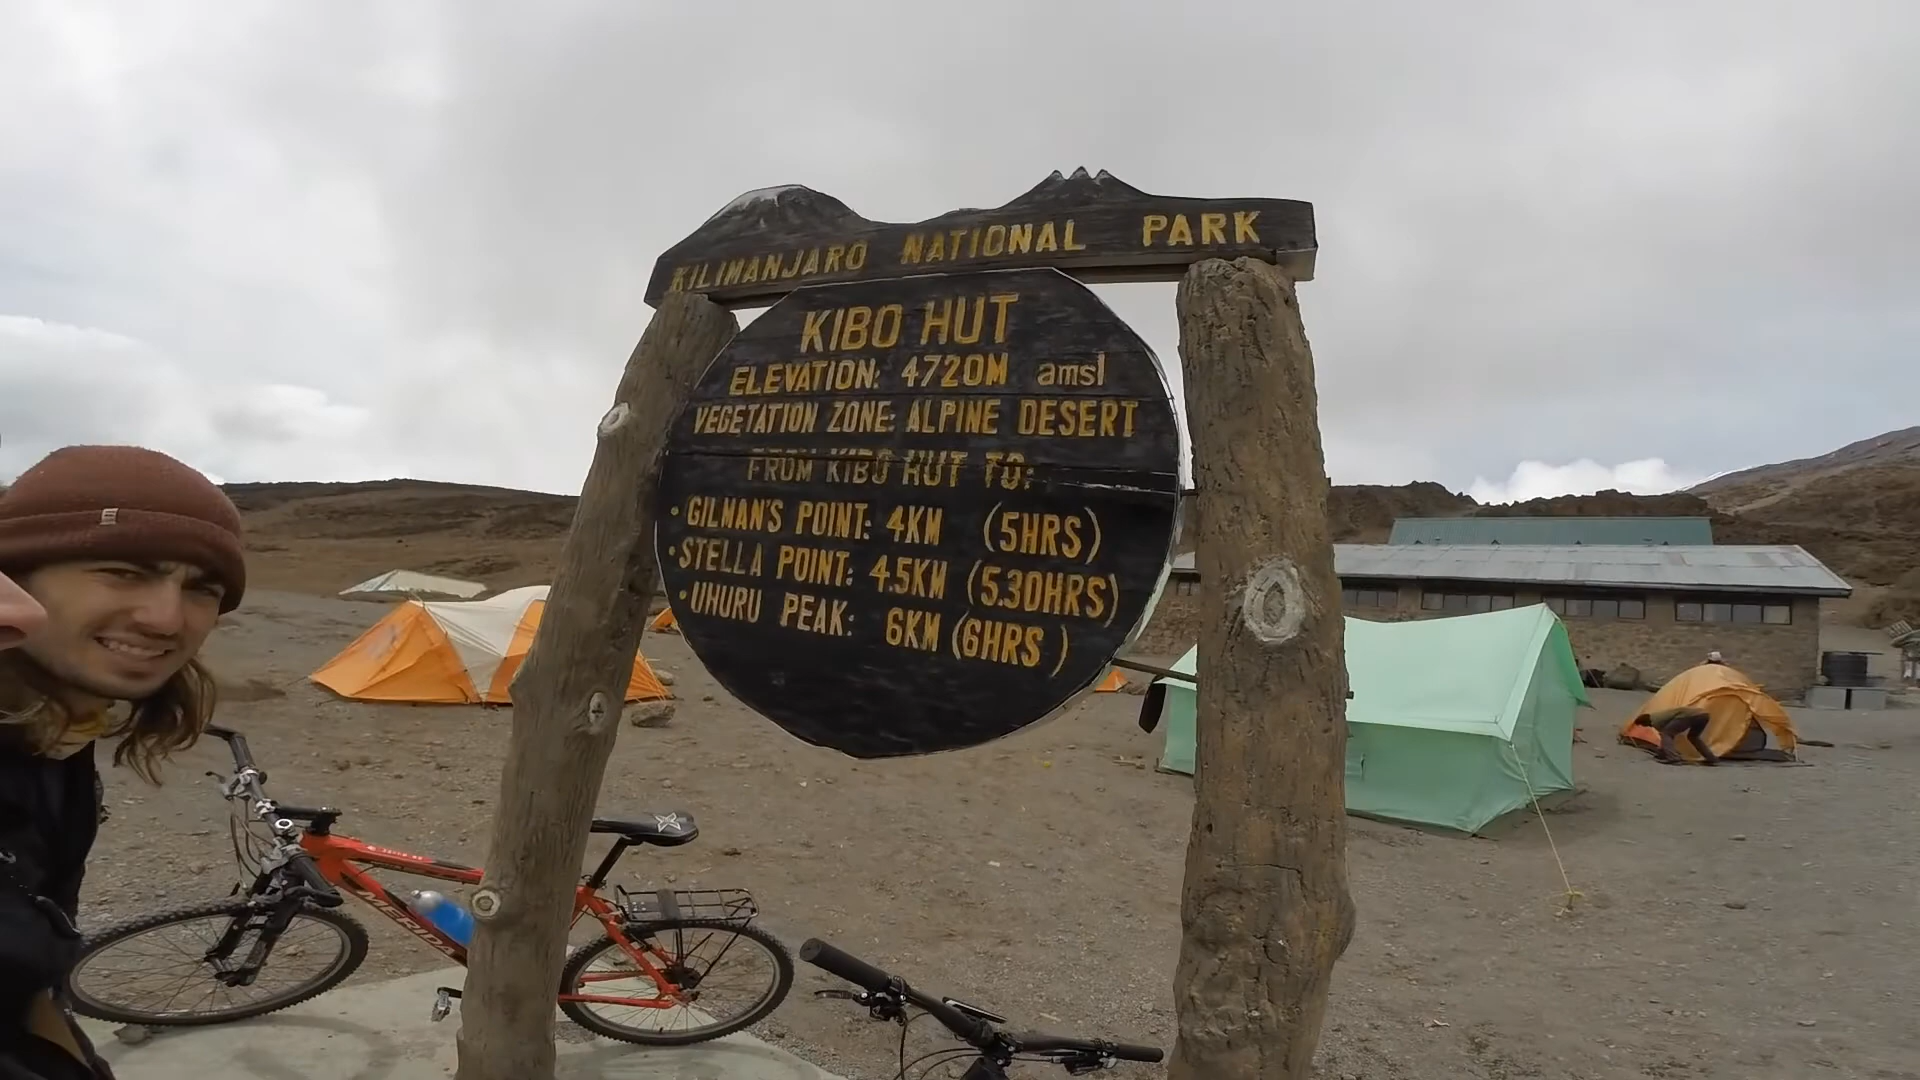 KILIMANJARO NATIONAL PARK
KIBO HUT
ELEVATION: 4720M amsl
VEGETATION ZONE: ALPINE DESERT
FROM KIBO HUT TO:
• GILMAN'S POINT: 4KM (5HRS)
• STELLA POINT: 4.5KM (5.30HRS)
• UHURU PEAK: 6KM (6HRS)
MERIDA